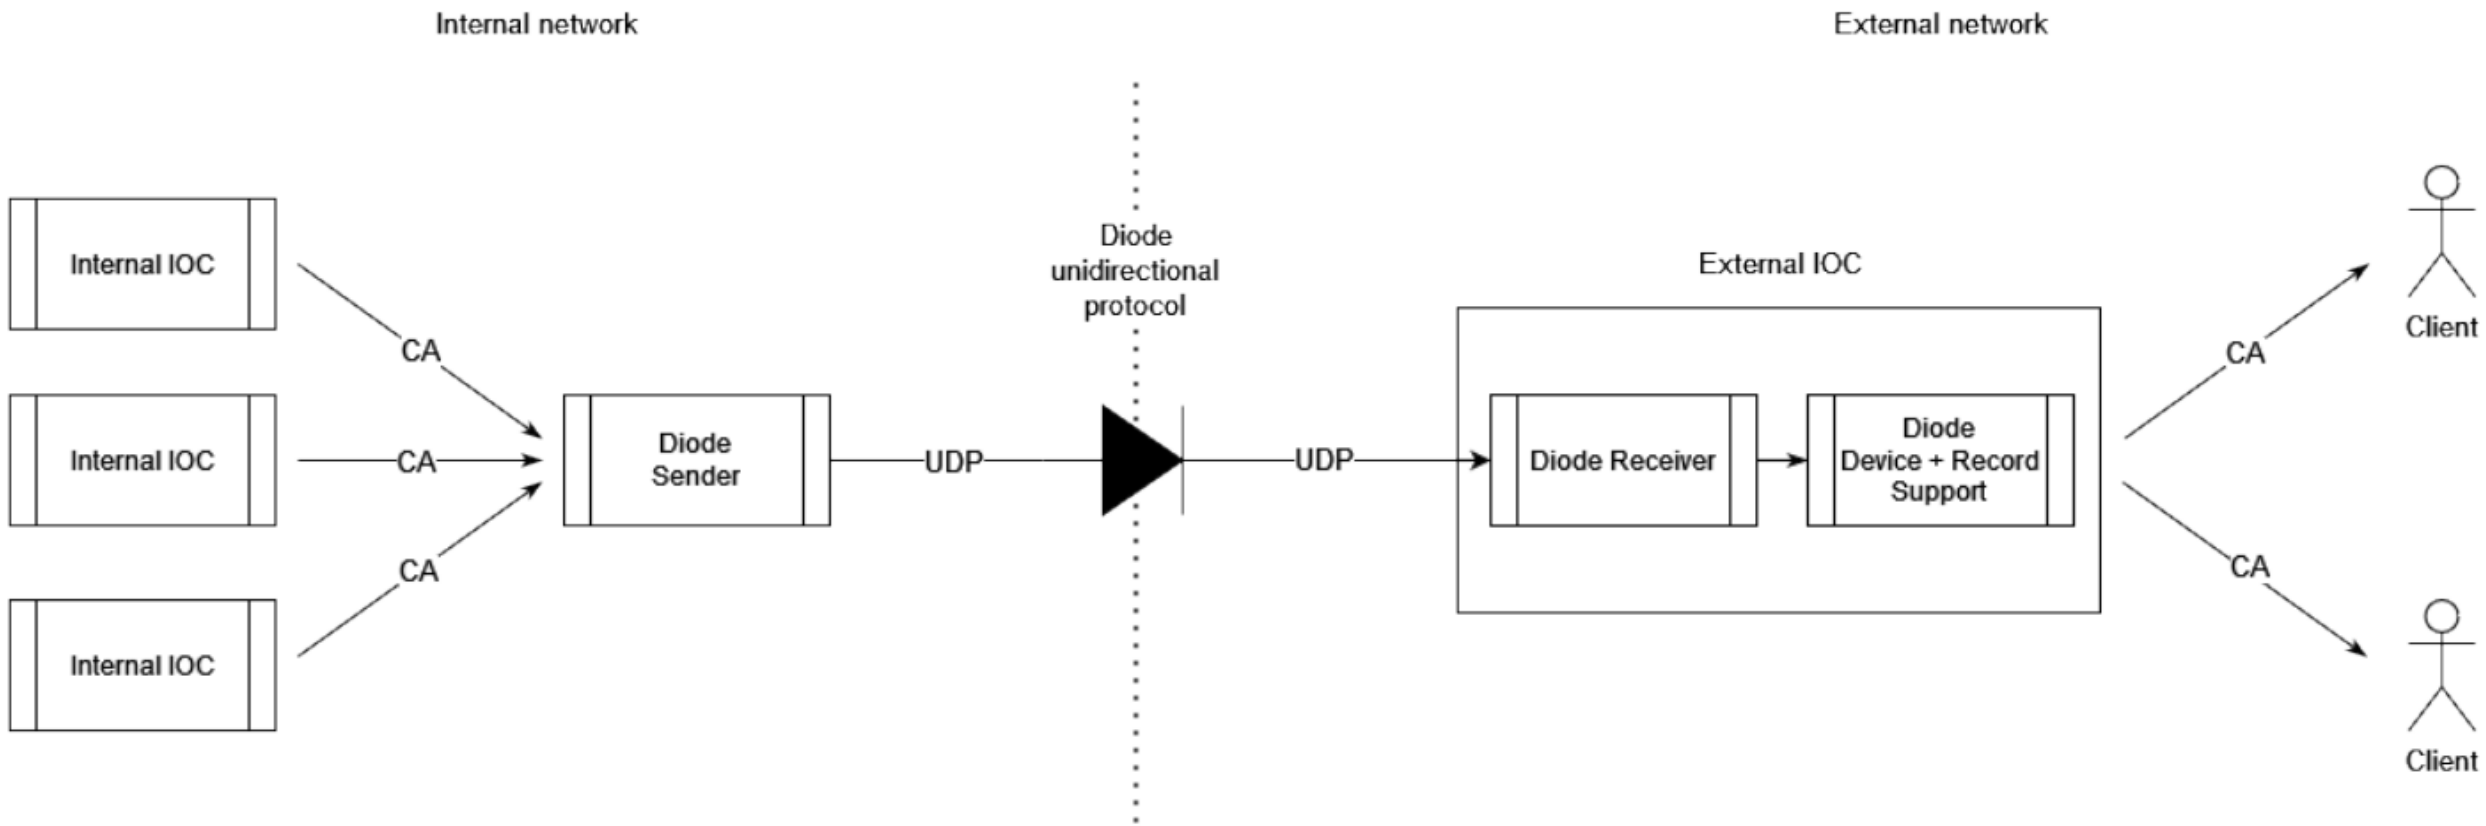 Internal network
External network
Internal IOC
CA
Internal IOC
CA
Internal IOC
CA
Diode
Sender
UDP
Diode
unidirectional
protocol
UDP
External IOC
Diode Receiver
Diode
Device + Record
Support
CA
Client
CA
Client